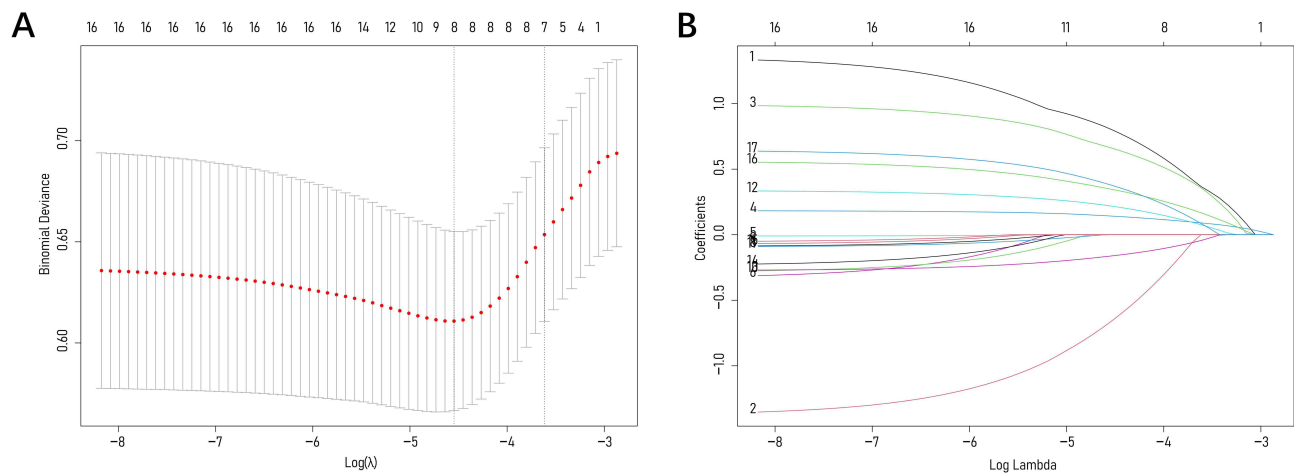 A
16 16 16 16 16 16 16 16 16 16 16 14 12 10 9 8 8 8 8 8 7 5 4 1
0.70
0.65
0.60
Binomial Deviance
−8 −7 −6 −5 −4 −3
Log(λ)
B
16 16 16 11 8 1
1.0
0.5
0.0
−0.5
−1.0
Coefficients
1
3
17
16
12
4
5
14
6
2
−8 −7 −6 −5 −4 −3
Log Lambda